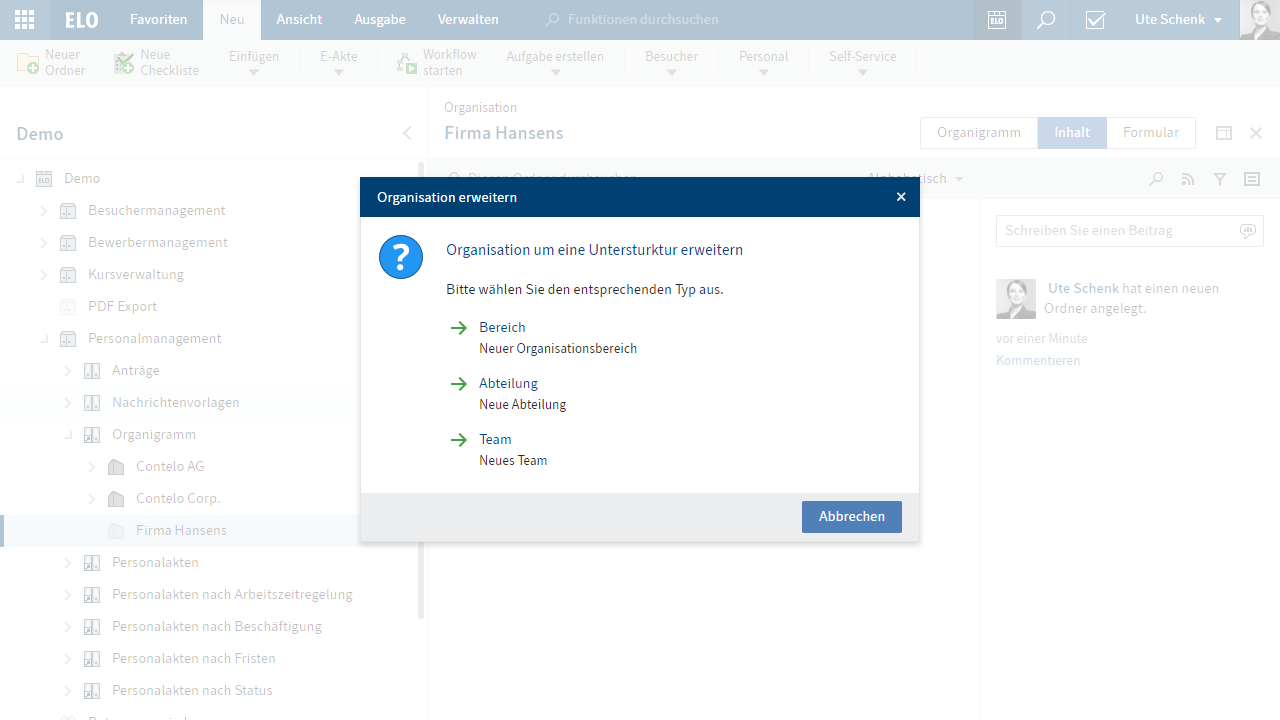 ELO Favoriten Neu Ansicht Ausgabe Verwalten Funktionen durchsuchen ELO Ute Schenk
Neuer Ordner
Neue Checkliste
Einfügen
E-Akte
Workflow starten
Aufgabe erstellen
Besucher
Personal
Self-Service
Demo
ELO Demo
Besuchermanagement
Bewerbermanagement
Kursverwaltung
PDF Export
Personalmanagement
Anträge
Nachrichtenvorlagen
Organigramm
Contelo AG
Contelo Corp.
Firma Hansens
Personalakten
Personalakten nach Arbeitszeitregelung
Personalakten nach Beschäftigung
Personalakten nach Fristen
Personalakten nach Status
Organisation
Firma Hansens
Organigramm Inhalt Formular
Organisation erweitern
?
Organisation um eine Untersturktur erweitern
Bitte wählen Sie den entsprechenden Typ aus.
Bereich
Neuer Organisationsbereich
Abteilung
Neue Abteilung
Team
Neues Team
Abbrechen
Schreiben Sie einen Beitrag
Ute Schenk hat einen neuen
Ordner angelegt.
vor einer Minute
Kommentieren